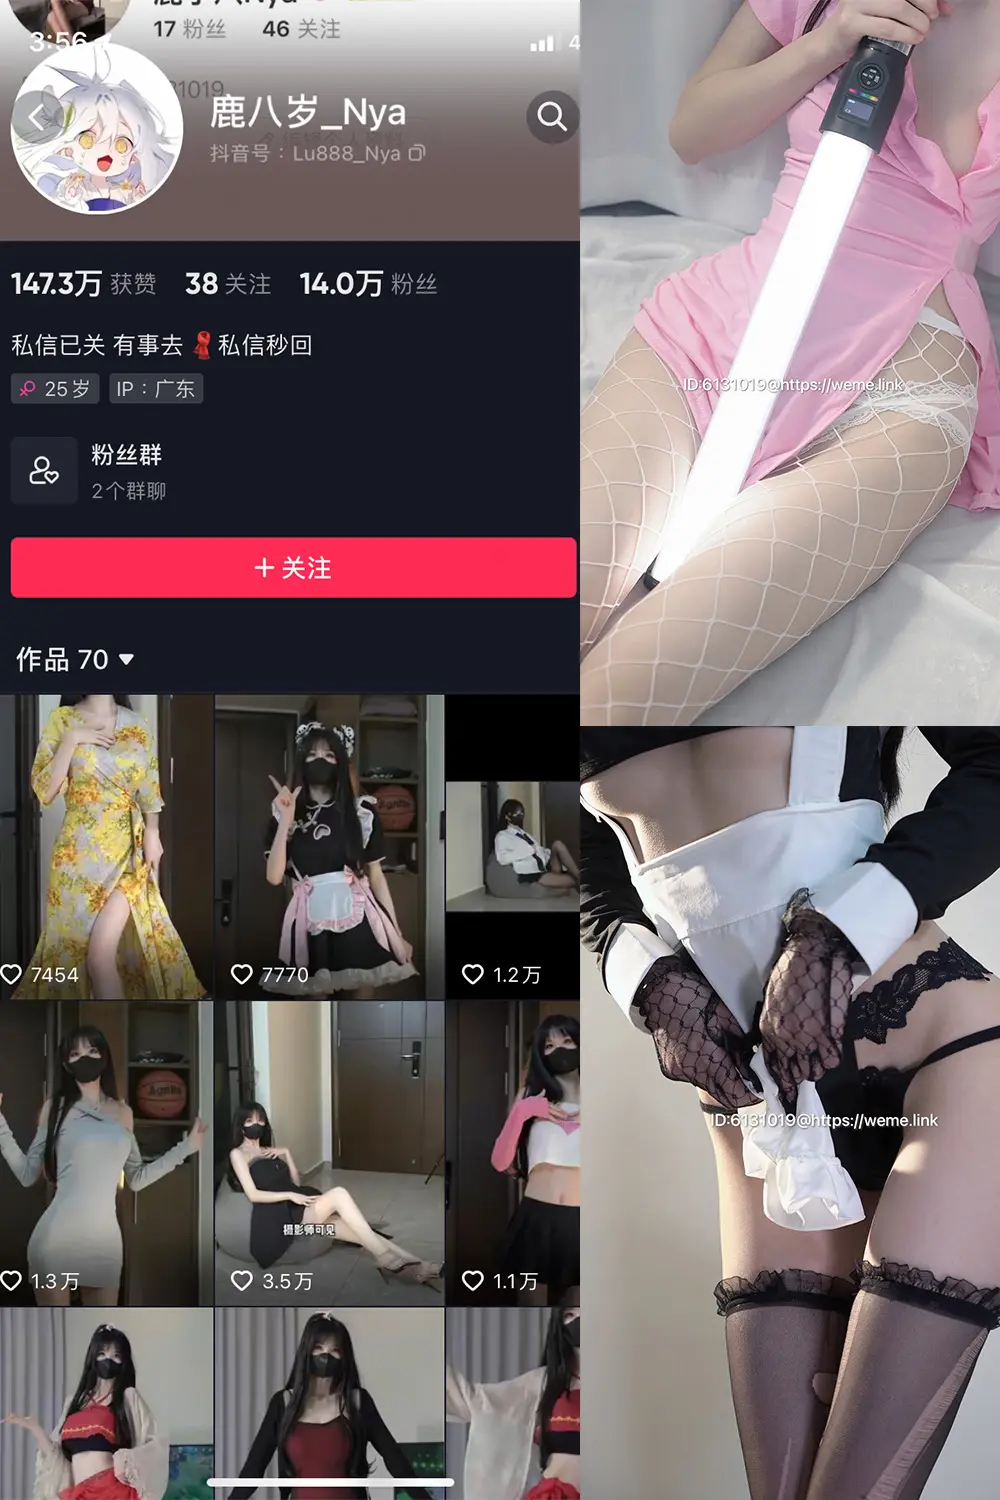 3:56
4
17 粉丝 46 关注
鹿八岁_Nya
抖音号：Lu888_Nya
147.3万 获赞 38 关注 14.0万 粉丝
私信已关 有事去 私信秒回
25岁 IP：广东
粉丝群
2个群聊
+ 关注
作品 70
7454
7770
AgnRs
1.2万
1.3万
AgnRs
摄影师可见
3.5万
1.1万
ID:6131019@https://weme.link
ID:6131019@https://weme.link